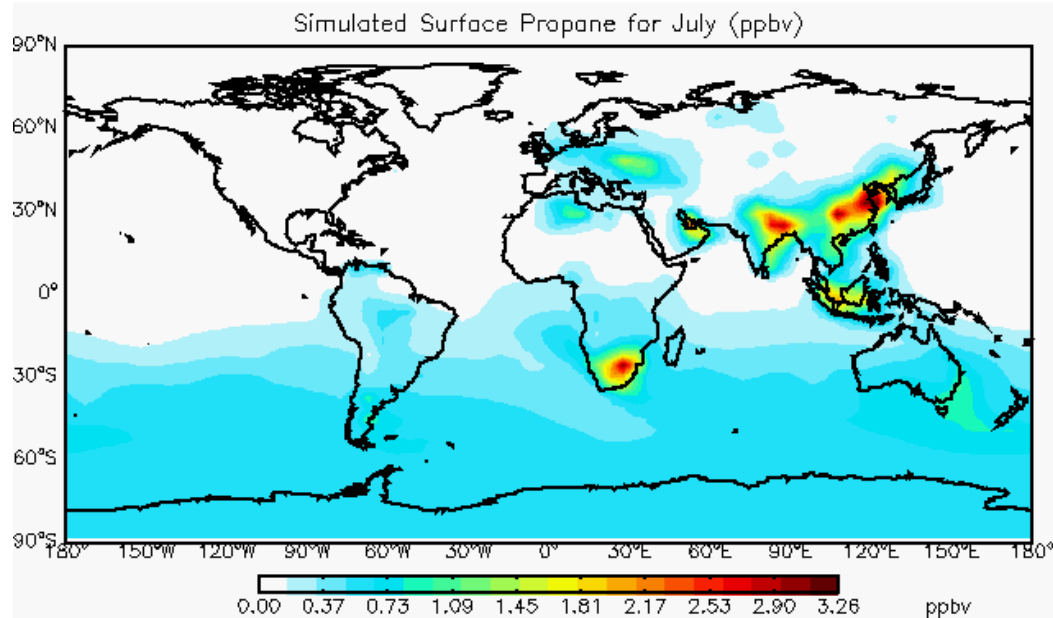 Simulated Surface Propane for July (ppbv)
90°N
60°N
30°N
0°
30°S
60°S
90°S
180° 150°W 120°W 90°W 60°W 30°W 0° 30°E 60°E 90°E 120°E 150°E 180°
0.00 0.37 0.73 1.09 1.45 1.81 2.17 2.53 2.90 3.26 ppbv